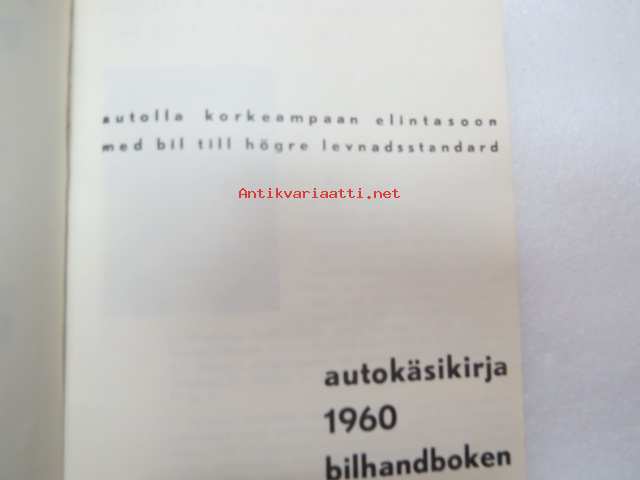 autolla korkeampaan elintasoon
med bil till högre levnadsstandard
Antikvariaatti.net
autokäsikirja
1960
bilhandboken